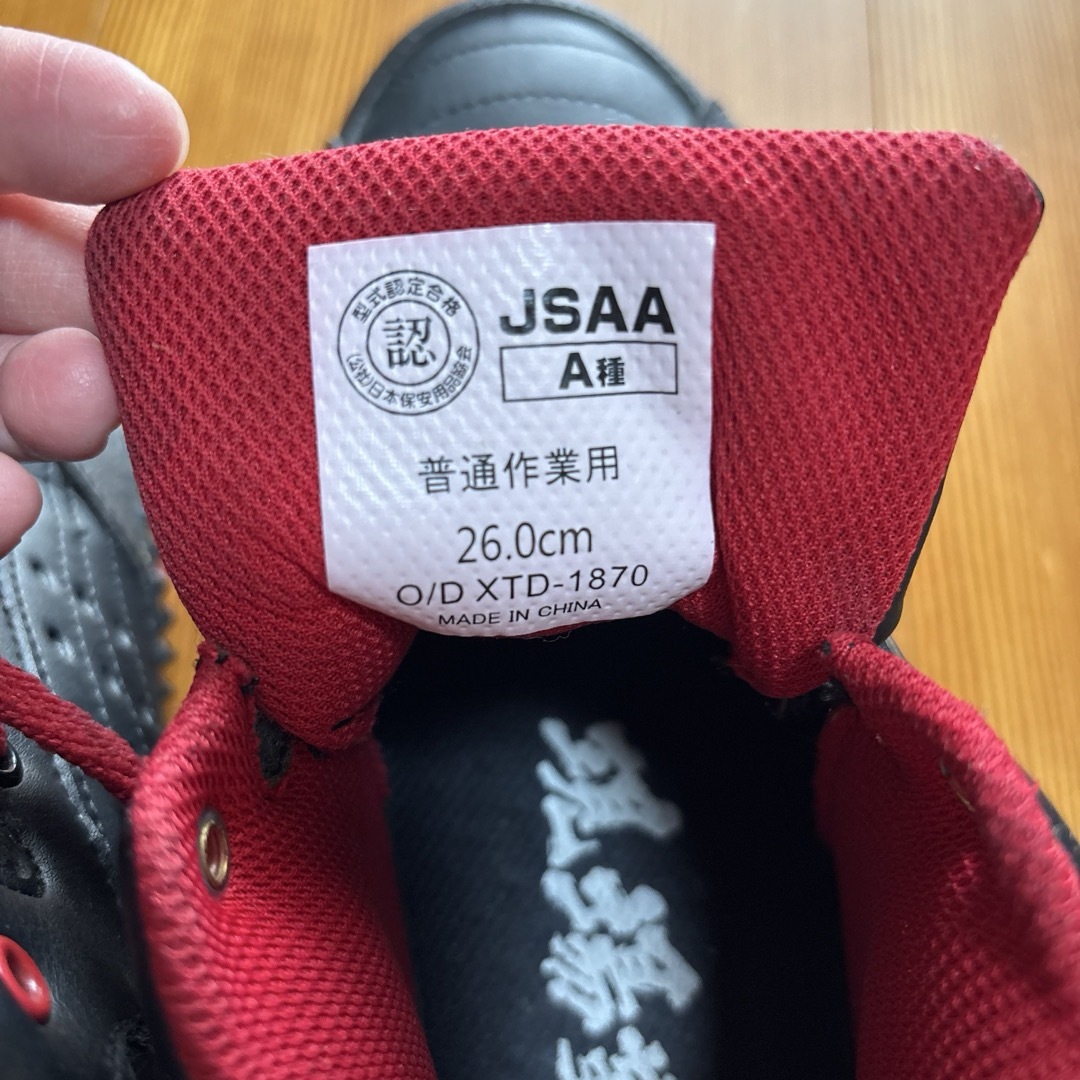 型式認定合格
認
(公社)日本保安用品協会
JSAA
A種
普通作業用
26.0cm
O/D XTD-1870
MADE IN CHINA